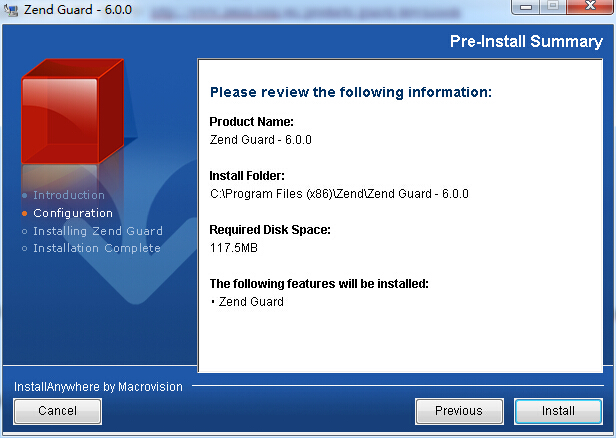 Zend Guard - 6.0.0
Pre-Install Summary
Introduction
Configuration
Installing Zend Guard
Installation Complete
Please review the following information:
Product Name:
Zend Guard - 6.0.0
Install Folder:
C:\Program Files (x86)\Zend\Zend Guard - 6.0.0
Required Disk Space:
117.5MB
The following features will be installed:
• Zend Guard
InstallAnywhere by Macrovision
Cancel
Previous
Install